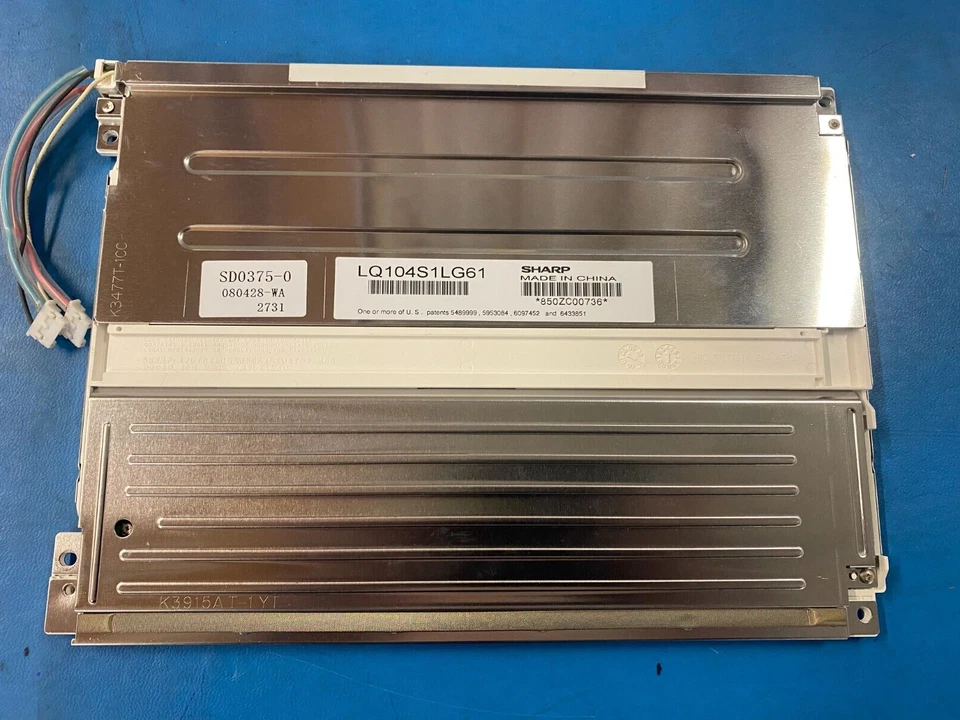 K3477T-1CC
SD0375-0
080428-WA
2731
LQ104S1LG61
SHARP
MADE IN CHINA
*850ZC00736*
One or more of U.S. patents 5489999, 5953084, 6097452 and 6433851
K3915AT-1YT